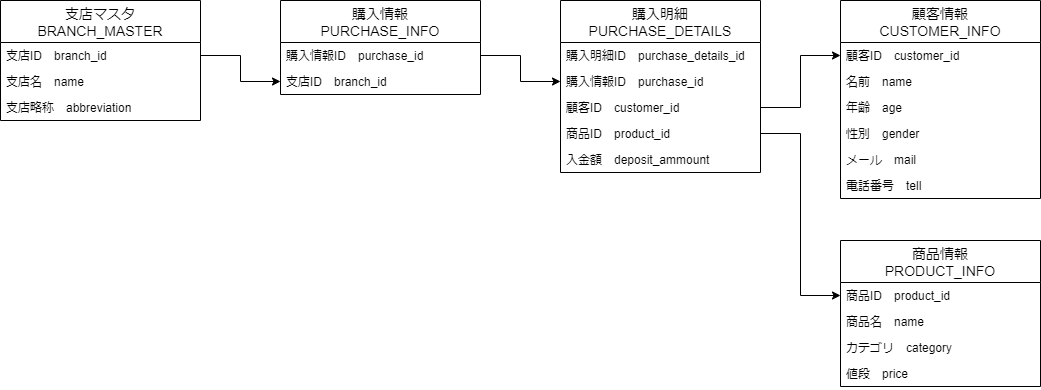 支店マスタ
BRANCH_MASTER
支店ID branch_id
支店名 name
支店略称 abbreviation
購入情報
PURCHASE_INFO
購入情報ID purchase_id
支店ID branch_id
購入明細
PURCHASE_DETAILS
購入明細ID purchase_details_id
購入情報ID purchase_id
顧客ID customer_id
商品ID product_id
入金額 deposit_ammount
顧客情報
CUSTOMER_INFO
顧客ID customer_id
名前 name
年齢 age
性別 gender
メール mail
電話番号 tell
商品情報
PRODUCT_INFO
商品ID product_id
商品名 name
カテゴリ category
値段 price